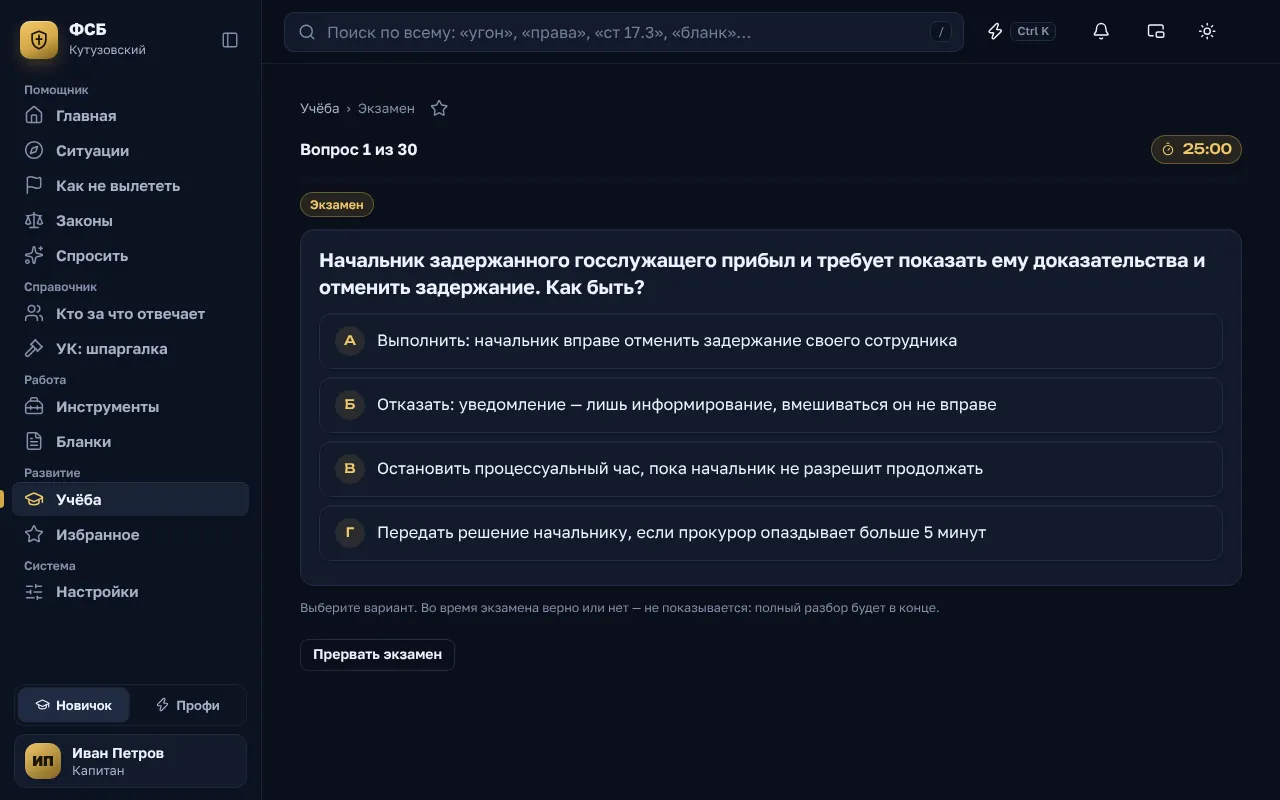 ФСБ
Кутузовский
Помощник
Главная
Ситуации
Как не вылететь
Законы
Спросить
Справочник
Кто за что отвечает
УК: шпаргалка
Работа
Инструменты
Бланки
Развитие
Учёба
Избранное
Система
Настройки
Новичок
Профи
ИП
Иван Петров
Капитан
Поиск по всему: «угон», «права», «ст 17.3», «бланк»…
/
Ctrl K
Учёба › Экзамен
Вопрос 1 из 30
25:00
Экзамен
Начальник задержанного госслужащего прибыл и требует показать ему доказательства и
отменить задержание. Как быть?
А Выполнить: начальник вправе отменить задержание своего сотрудника
Б Отказать: уведомление — лишь информирование, вмешиваться он не вправе
В Остановить процессуальный час, пока начальник не разрешит продолжать
Г Передать решение начальнику, если прокурор опаздывает больше 5 минут
Выберите вариант. Во время экзамена верно или нет — не показывается: полный разбор будет в конце.
Прервать экзамен